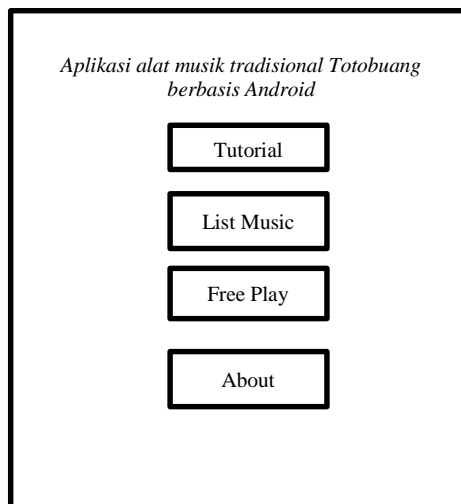 Aplikasi alat musik tradisional Totobuang
berbasis Android
Tutorial
List Music
Free Play
About